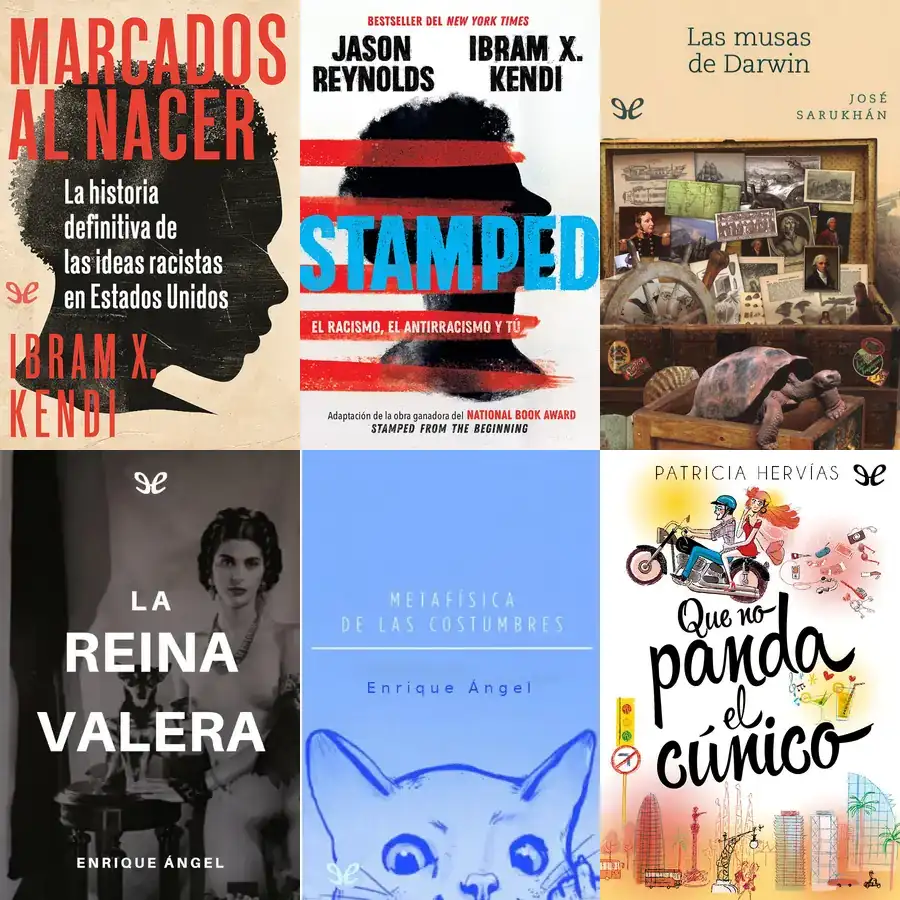 MARCADOS
AL NACER
La historia
definitiva de
las ideas racistas
en Estados Unidos
IBRAM X.
KENDI
BESTSELLER DEL NEW YORK TIMES
JASON
REYNOLDS
IBRAM X.
KENDI
STAMPED
EL RACISMO, EL ANTIRRACISMO Y TÚ
Adaptación de la obra ganadora del NATIONAL BOOK AWARD
STAMPED FROM THE BEGINNING
Las musas
de Darwin
JOSÉ
SARUKHÁN
LA
REINA
VALERA
ENRIQUE ÁNGEL
METAFÍSICA
DE LAS COSTUMBRES
Enrique Ángel
PATRICIA HERVÍAS
Que no
panda
el
cúnico